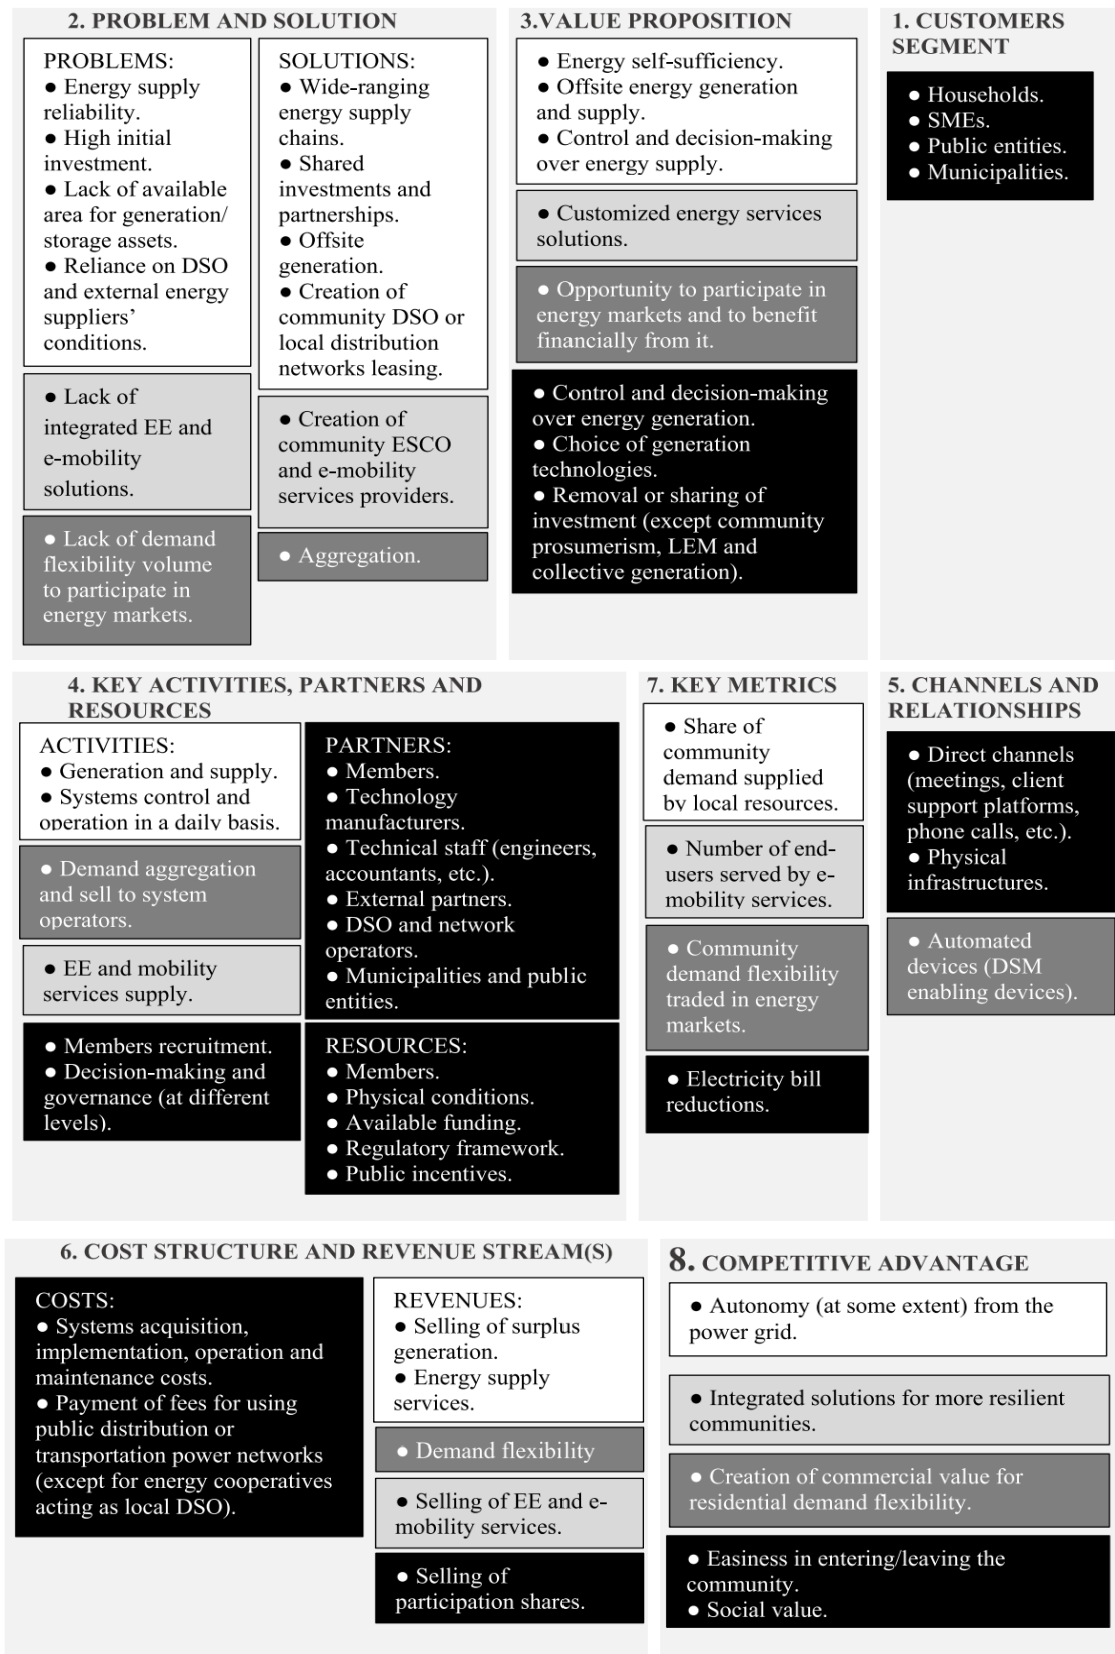 2. PROBLEM AND SOLUTION
PROBLEMS:
● Energy supply
reliability.
● High initial
investment.
● Lack of available
area for generation/
storage assets.
● Reliance on DSO
and external energy
suppliers’
conditions.
● Lack of
integrated EE and
e-mobility
solutions.
● Lack of demand
flexibility volume
to participate in
energy markets.
SOLUTIONS:
● Wide-ranging
energy supply
chains.
● Shared
investments and
partnerships.
● Offsite
generation.
● Creation of
community DSO or
local distribution
networks leasing.
● Creation of
community ESCO
and e-mobility
services providers.
● Aggregation.
3.VALUE PROPOSITION
● Energy self-sufficiency.
● Offsite energy generation
and supply.
● Control and decision-making
over energy supply.
● Customized energy services
solutions.
● Opportunity to participate in
energy markets and to benefit
financially from it.
● Control and decision-making
over energy generation.
● Choice of generation
technologies.
● Removal or sharing of
investment (except community
prosumerism, LEM and
collective generation).
1. CUSTOMERS
SEGMENT
● Households.
● SMEs.
● Public entities.
● Municipalities.
4. KEY ACTIVITIES, PARTNERS AND
RESOURCES
ACTIVITIES:
● Generation and supply.
● Systems control and
operation in a daily basis.
● Demand aggregation
and sell to system
operators.
● EE and mobility
services supply.
● Members recruitment.
● Decision-making and
governance (at different
levels).
PARTNERS:
● Members.
● Technology
manufacturers.
● Technical staff (engineers,
accountants, etc.).
● External partners.
● DSO and network
operators.
● Municipalities and public
entities.
RESOURCES:
● Members.
● Physical conditions.
● Available funding.
● Regulatory framework.
● Public incentives.
7. KEY METRICS
● Share of
community
demand supplied
by local resources.
● Number of end-
users served by e-
mobility services.
● Community
demand flexibility
traded in energy
markets.
● Electricity bill
reductions.
5. CHANNELS AND
RELATIONSHIPS
● Direct channels
(meetings, client
support platforms,
phone calls, etc.).
● Physical
infrastructures.
● Automated
devices (DSM
enabling devices).
6. COST STRUCTURE AND REVENUE STREAM(S)
COSTS:
● Systems acquisition,
implementation, operation and
maintenance costs.
● Payment of fees for using
public distribution or
transportation power networks
(except for energy cooperatives
acting as local DSO).
REVENUES:
● Selling of surplus
generation.
● Energy supply
services.
● Demand flexibility
● Selling of EE and e-
mobility services.
● Selling of
participation shares.
8. COMPETITIVE ADVANTAGE
● Autonomy (at some extent) from the
power grid.
● Integrated solutions for more resilient
communities.
● Creation of commercial value for
residential demand flexibility.
● Easiness in entering/leaving the
community.
● Social value.